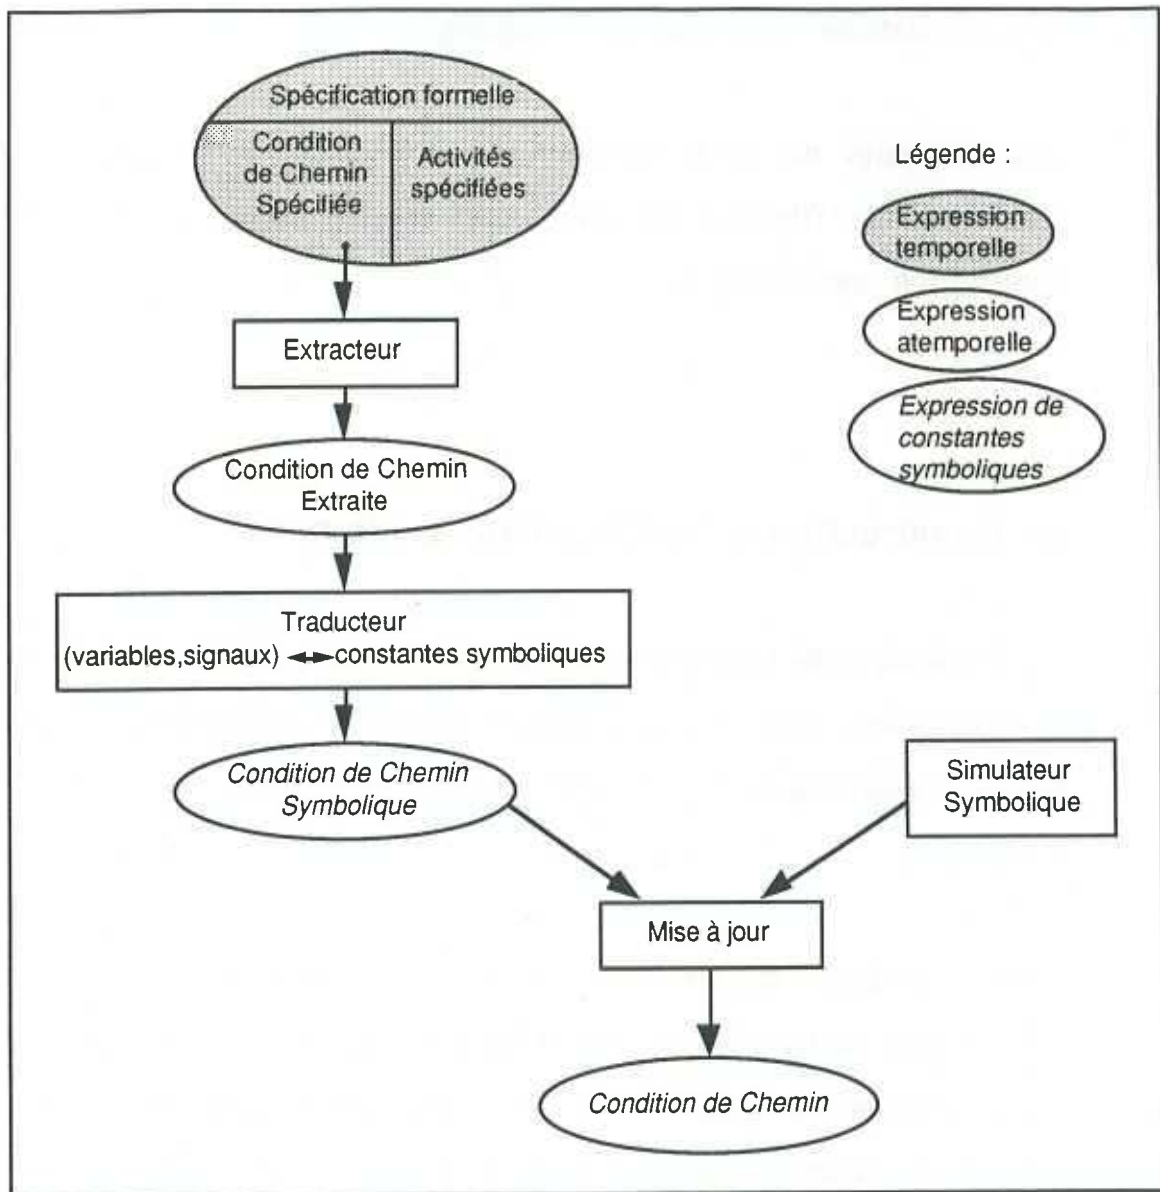 Spécification formelle
Condition
de Chemin
Spécifiée
Activités
spécifiées
Légende :
Expression
temporelle
Expression
atemporelle
Expression de
constantes
symboliques
Extracteur
Condition de Chemin
Extraite
Traducteur
(variables,signaux) ◄►constantes symboliques
Condition de Chemin
Symbolique
Simulateur
Symbolique
Mise à jour
Condition de Chemin